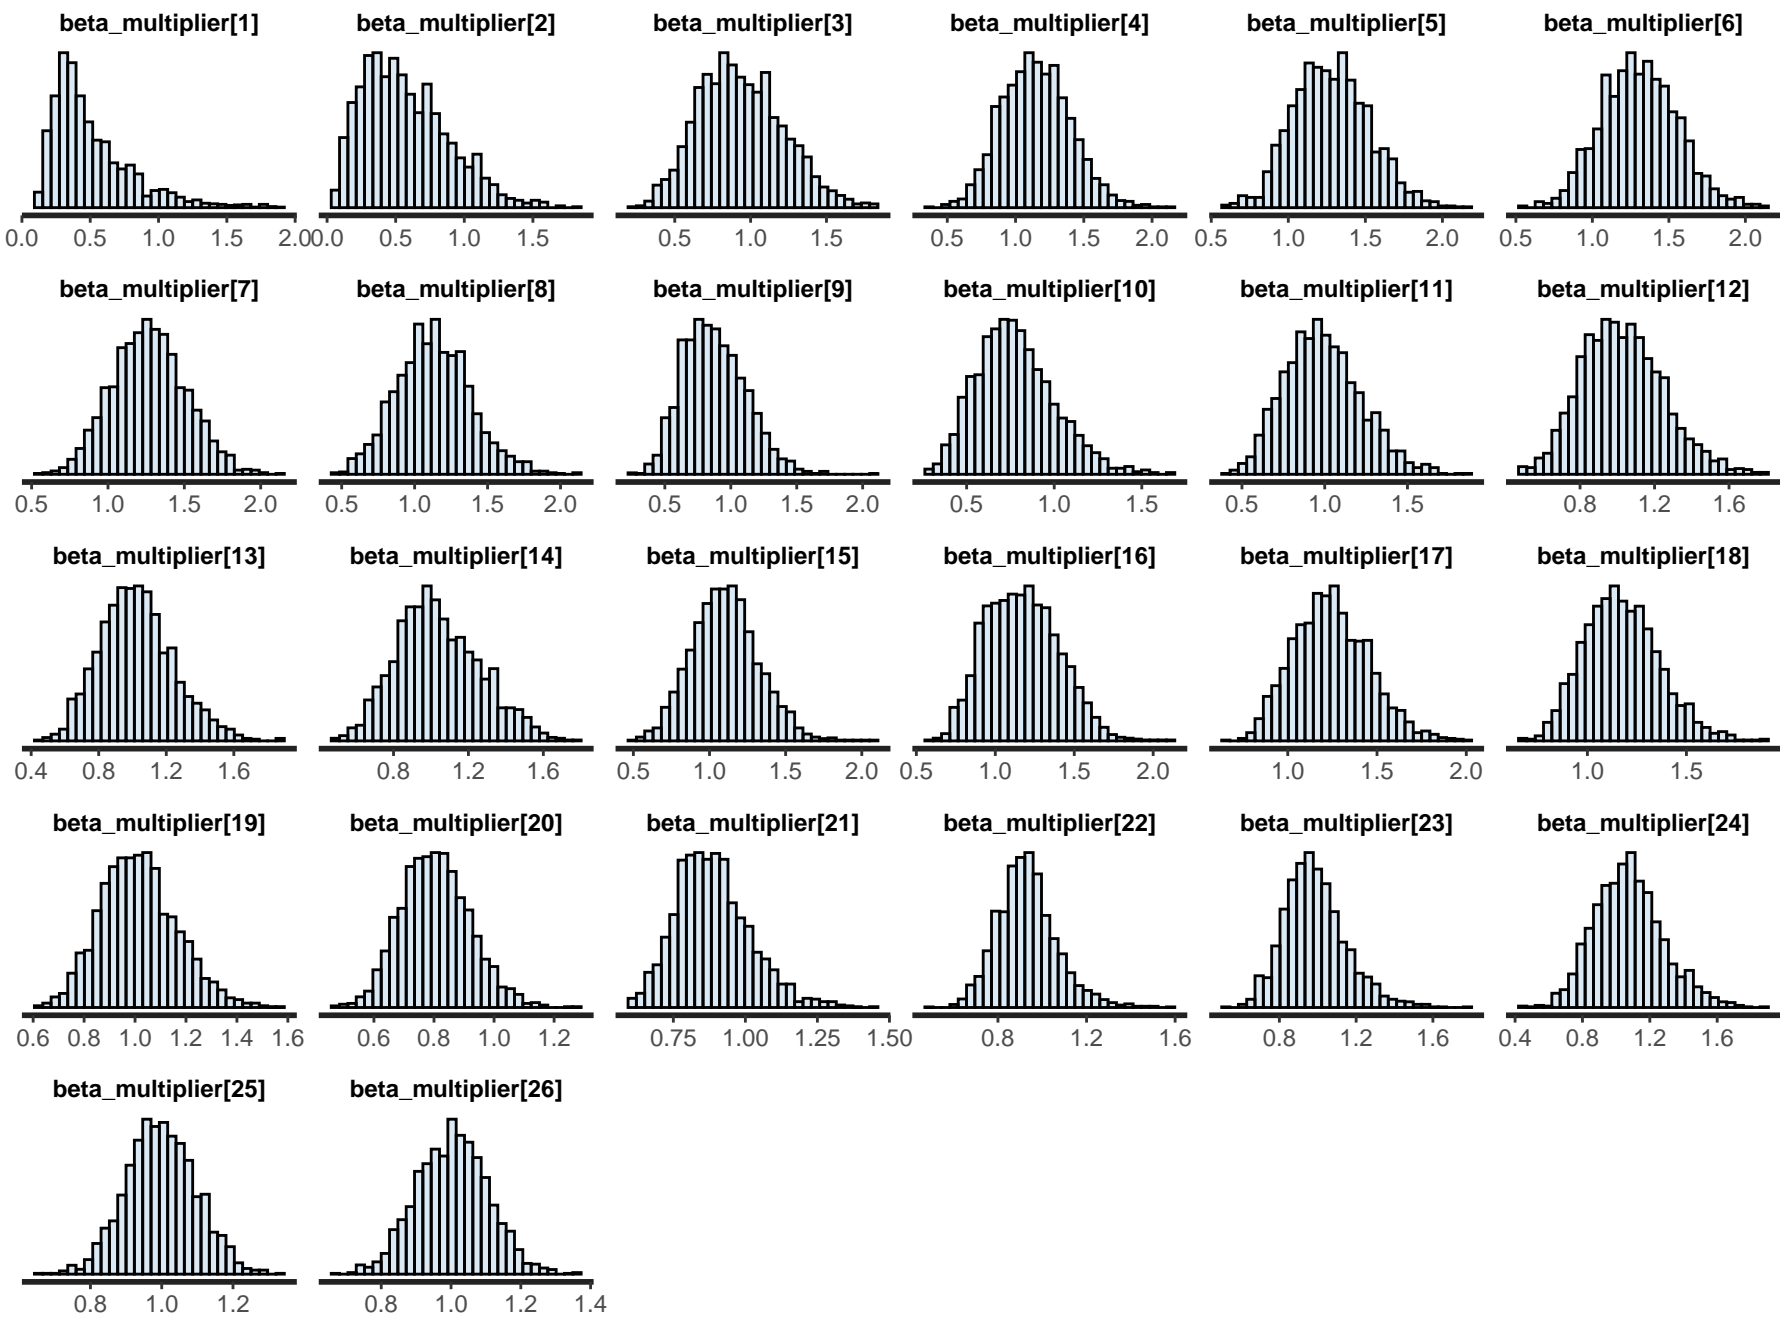 beta_multiplier[1] beta_multiplier[2] beta_multiplier[3] beta_multiplier[4] beta_multiplier[5] beta_multiplier[6]
0.0 0.5 1.0 1.5 2.0 0.0 0.5 1.0 1.5 0.5 1.0 1.5 0.5 1.0 1.5 2.0 0.5 1.0 1.5 2.0 0.5 1.0 1.5 2.0
beta_multiplier[7] beta_multiplier[8] beta_multiplier[9] beta_multiplier[10] beta_multiplier[11] beta_multiplier[12]
0.5 1.0 1.5 2.0 0.5 1.0 1.5 2.0 0.5 1.0 1.5 2.0 0.5 1.0 1.5 0.5 1.0 1.5 0.8 1.2 1.6
beta_multiplier[13] beta_multiplier[14] beta_multiplier[15] beta_multiplier[16] beta_multiplier[17] beta_multiplier[18]
0.4 0.8 1.2 1.6 0.8 1.2 1.6 0.5 1.0 1.5 2.0 0.5 1.0 1.5 2.0 1.0 1.5 2.0 1.0 1.5
beta_multiplier[19] beta_multiplier[20] beta_multiplier[21] beta_multiplier[22] beta_multiplier[23] beta_multiplier[24]
0.6 0.8 1.0 1.2 1.4 1.6 0.6 0.8 1.0 1.2 0.75 1.00 1.25 1.50 0.8 1.2 1.6 0.8 1.2 1.6 0.4 0.8 1.2 1.6
beta_multiplier[25] beta_multiplier[26]
0.8 1.0 1.2 0.8 1.0 1.2 1.4